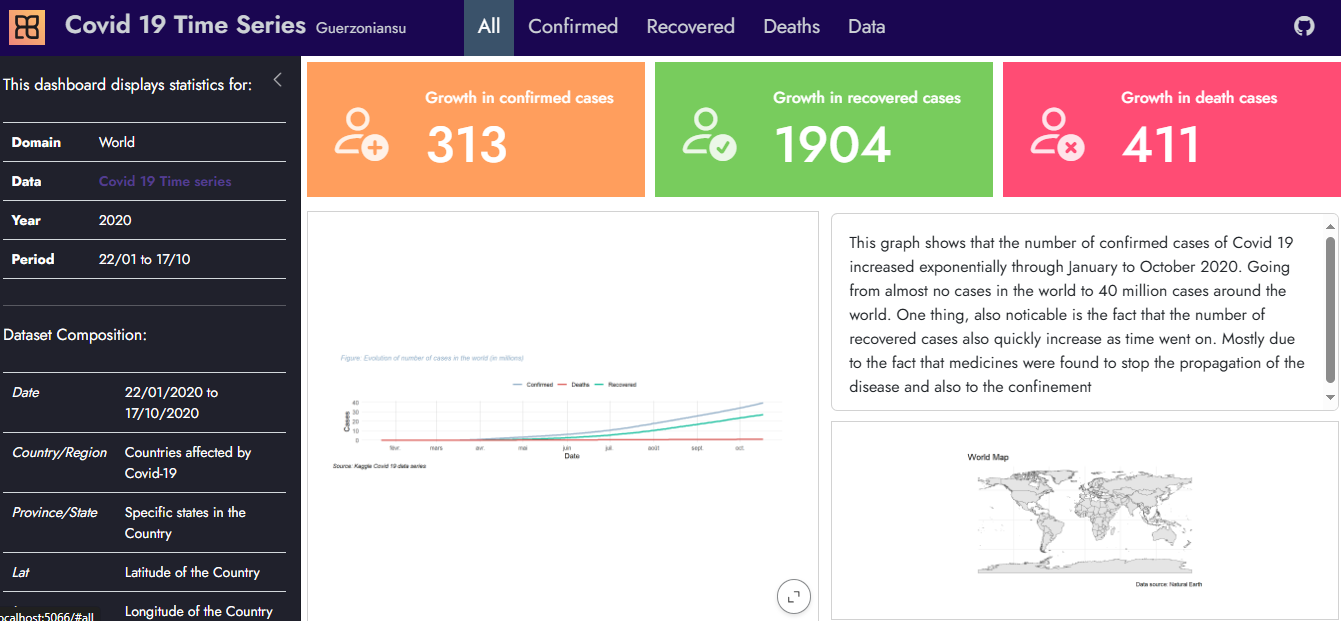 Covid 19 Time Series Guerzoniansu
All Confirmed Recovered Deaths Data
This dashboard displays statistics for:
Domain World
Data Covid 19 Time series
Year 2020
Period 22/01 to 17/10
Dataset Composition:
Date 22/01/2020 to
17/10/2020
Country/Region Countries affected by
Covid-19
Province/State Specific states in the
Country
Lat Latitude of the Country
Longitude of the Country
ocalhost:5066/#all
Growth in confirmed cases
313
Growth in recovered cases
1904
Growth in death cases
411
Figure: Evolution of number of cases in the world (in millions)
Confirmed Deaths Recovered
Cases
40
30
20
10
0
févr. mars avr. mai juin juil. août sept. oct.
Date
Source: Kaggle Covid 19 data series
This graph shows that the number of confirmed cases of Covid 19
increased exponentially through January to October 2020. Going
from almost no cases in the world to 40 million cases around the
world. One thing, also noticable is the fact that the number of
recovered cases also quickly increase as time went on. Mostly due
to the fact that medicines were found to stop the propagation of the
disease and also to the confinement
World Map
Data source: Natural Earth